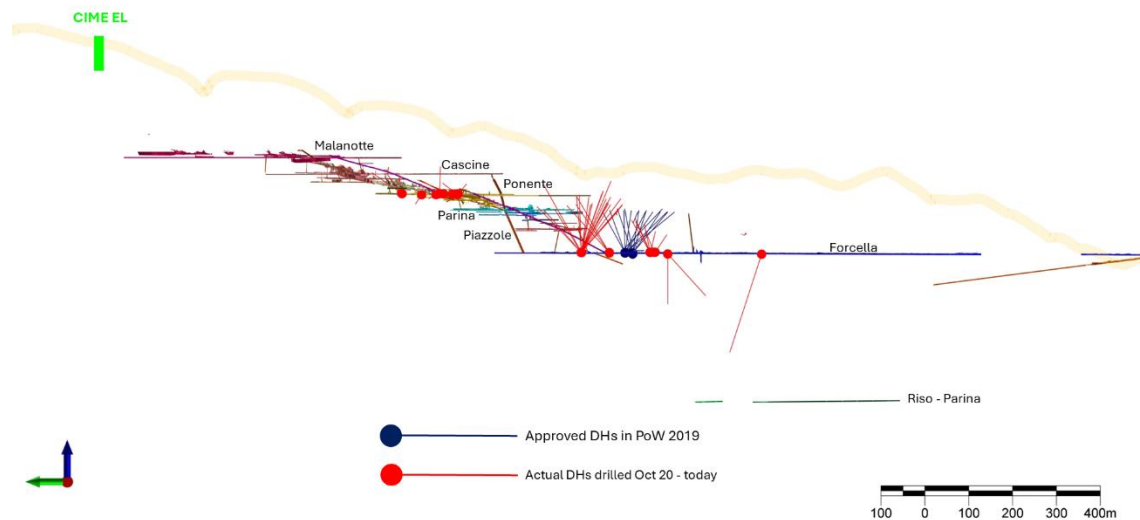 CIME EL
Malanotte
Cascine
Ponente
Parina
Piazzole
Forcella
Riso - Parina
Approved DHs in PoW 2019
Actual DHs drilled Oct 20 - today
100 0 100 200 300 400m